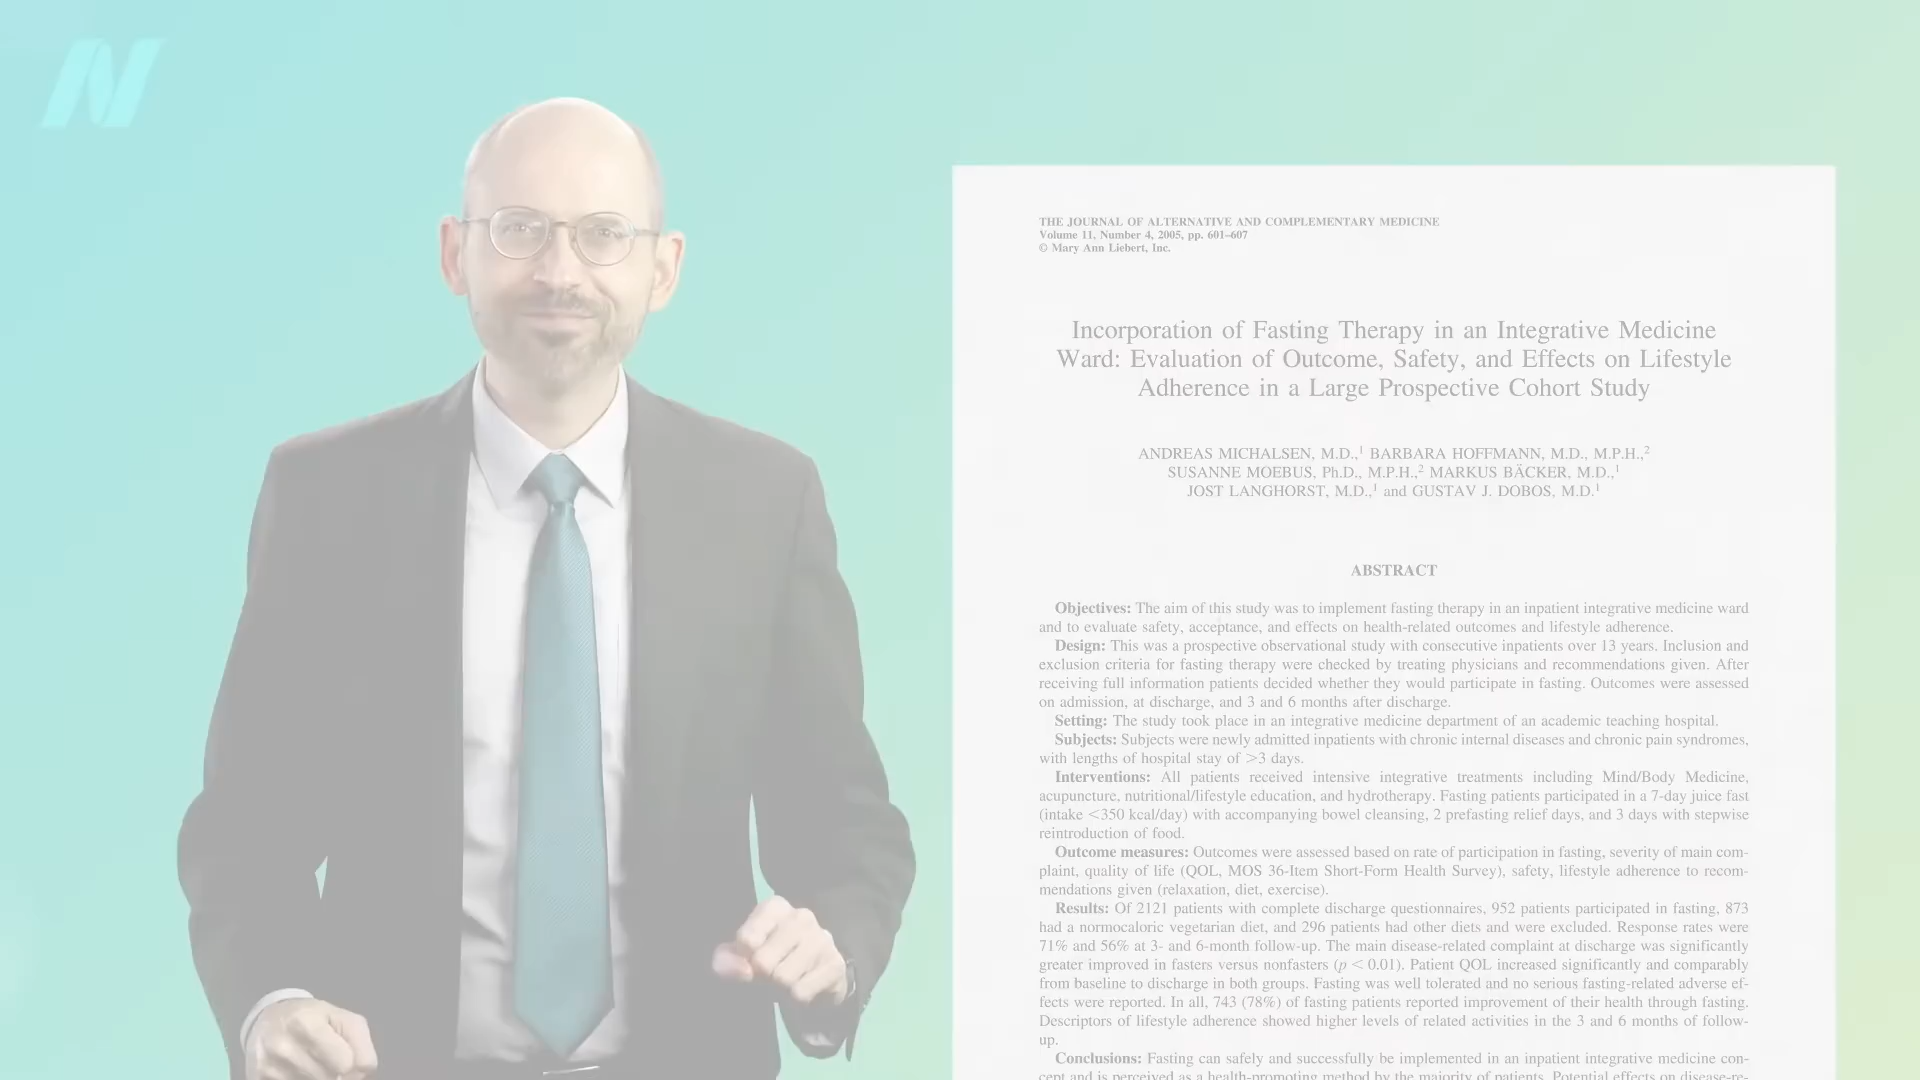 N
THE JOURNAL OF ALTERNATIVE AND COMPLEMENTARY MEDICINE
Volume 11, Number 4, 2005, pp. 601–607
© Mary Ann Liebert, Inc.
Incorporation of Fasting Therapy in an Integrative Medicine
Ward: Evaluation of Outcome, Safety, and Effects on Lifestyle
Adherence in a Large Prospective Cohort Study
ANDREAS MICHALSEN, M.D.,1 BARBARA HOFFMANN, M.D., M.P.H.,2
SUSANNE MOEBUS, Ph.D., M.P.H.,2 MARKUS BÄCKER, M.D.,1
JOST LANGHORST, M.D.,1 and GUSTAV J. DOBOS, M.D.1
ABSTRACT
Objectives: The aim of this study was to implement fasting therapy in an inpatient integrative medicine ward
and to evaluate safety, acceptance, and effects on health-related outcomes and lifestyle adherence.
Design: This was a prospective observational study with consecutive inpatients over 13 years. Inclusion and
exclusion criteria for fasting therapy were checked by treating physicians and recommendations given. After
receiving full information patients decided whether they would participate in fasting. Outcomes were assessed
on admission, at discharge, and 3 and 6 months after discharge.
Setting: The study took place in an integrative medicine department of an academic teaching hospital.
Subjects: Subjects were newly admitted inpatients with chronic internal diseases and chronic pain syndromes,
with lengths of hospital stay of >3 days.
Interventions: All patients received intensive integrative treatments including Mind/Body Medicine,
acupuncture, nutritional/lifestyle education, and hydrotherapy. Fasting patients participated in a 7-day juice fast
(intake <350 kcal/day) with accompanying bowel cleansing, 2 prefasting relief days, and 3 days with stepwise
reintroduction of food.
Outcome measures: Outcomes were assessed based on rate of participation in fasting, severity of main com-
plaint, quality of life (QOL, MOS 36-Item Short-Form Health Survey), safety, lifestyle adherence to recom-
mendations given (relaxation, diet, exercise).
Results: Of 2121 patients with complete discharge questionnaires, 952 patients participated in fasting, 873
had a normocaloric vegetarian diet, and 296 patients had other diets and were excluded. Response rates were
71% and 56% at 3- and 6-month follow-up. The main disease-related complaint at discharge was significantly
greater improved in fasters versus nonfasters (p < 0.01). Patient QOL increased significantly and comparably
from baseline to discharge in both groups. Fasting was well tolerated and no serious fasting-related adverse ef-
fects were reported. In all, 743 (78%) of fasting patients reported improvement of their health through fasting.
Descriptors of lifestyle adherence showed higher levels of related activities in the 3 and 6 months of follow-
up.
Conclusions: Fasting can safely and successfully be implemented in an inpatient integrative medicine con-
cept and is perceived as a health-promoting method by the majority of patients. Potential effects on disease-re-